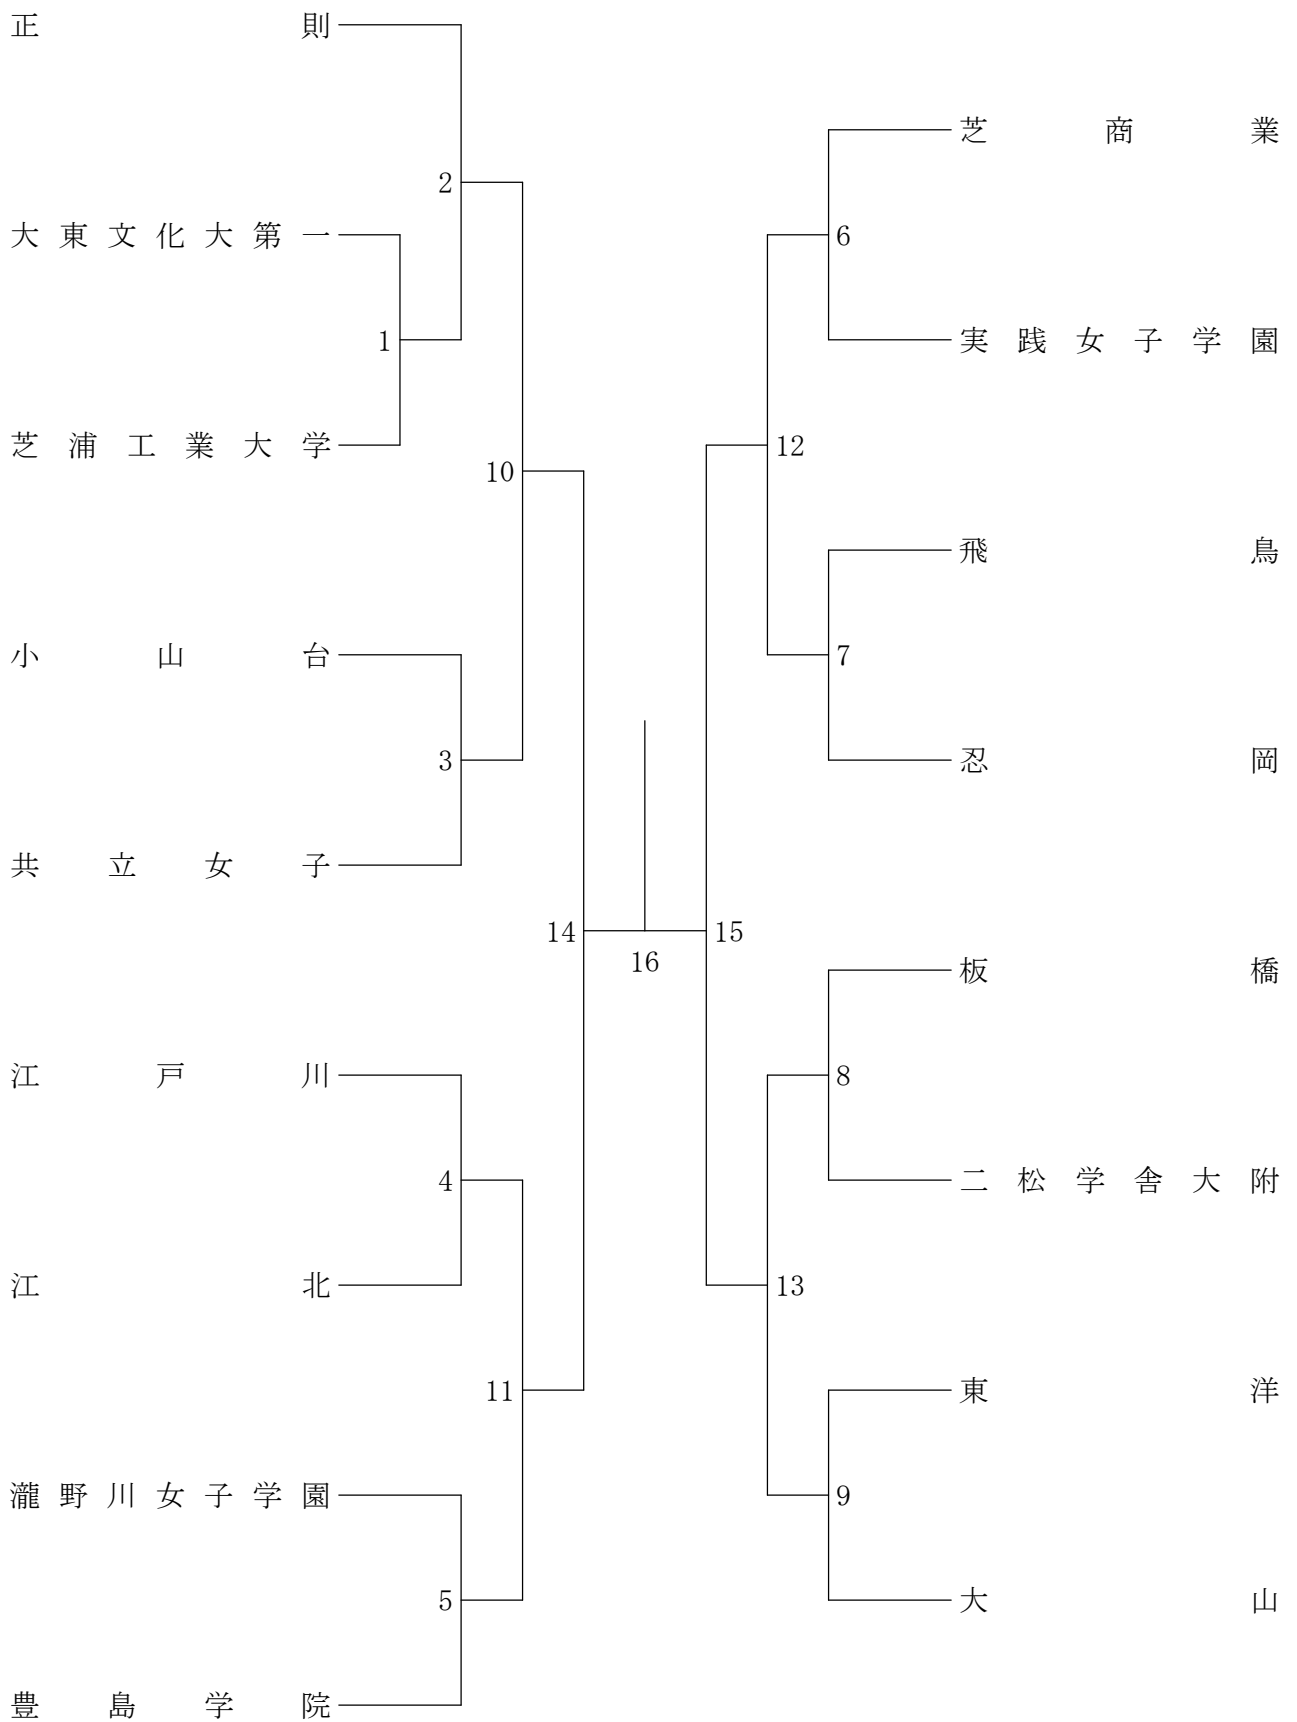 正則
芝商業
2
大東文化大第一
6
1
実践女子学園
芝浦工業大学
12
10
飛鳥
小山台
7
3
忍岡
共立女子
14
15
16
板橋
江戸川
8
4
二松学舎大附
江北
13
11
東洋
瀧野川女子学園
9
5
大山
豊島学院